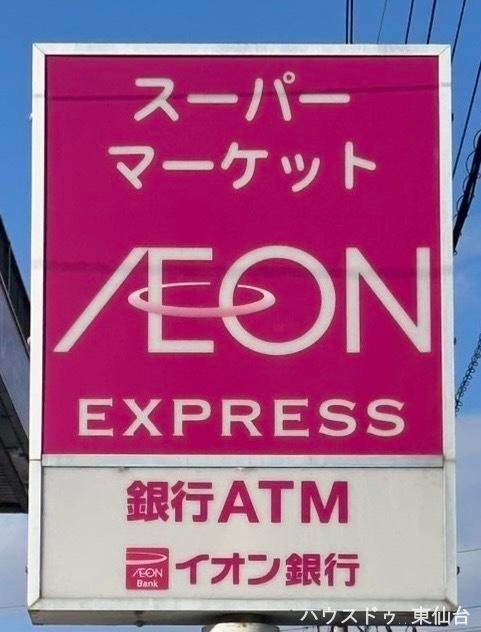 スーパー
マーケット
ÆON
EXPRESS
銀行ATM
ÆON
Bank
イオン銀行
ハウスドゥ 東仙台